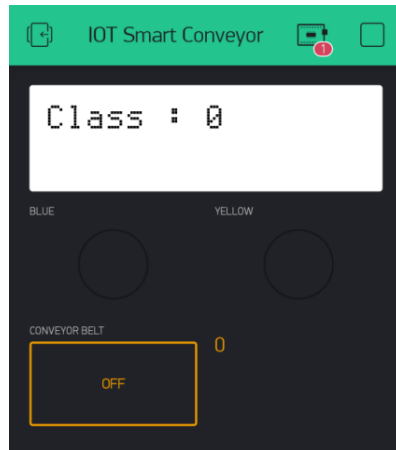 IOT Smart Conveyor
1
Class : 0
BLUE YELLOW
CONVEYOR BELT
0
OFF